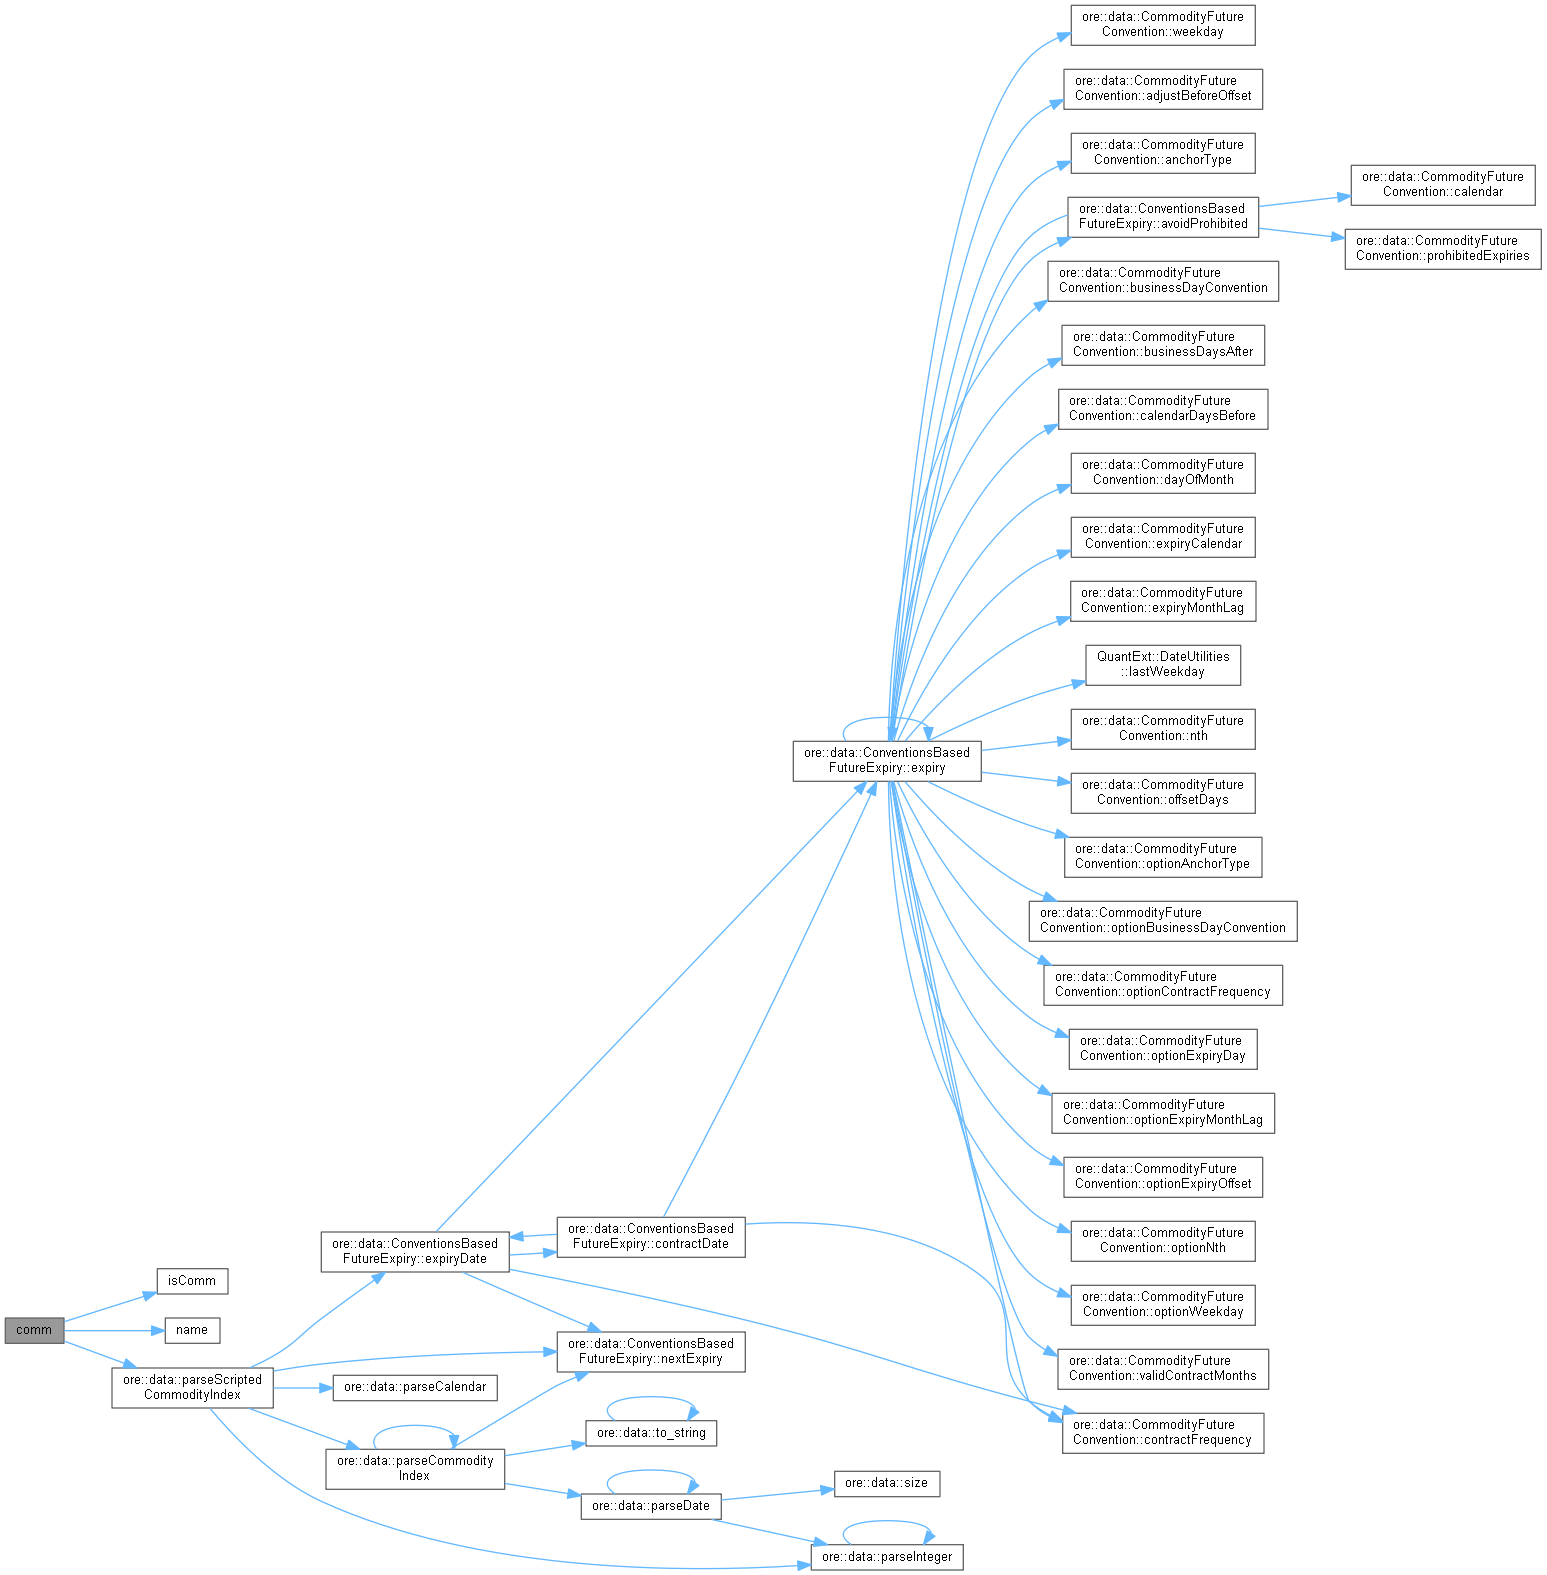 ore::data::CommodityFuture
Convention::weekday
ore::data::CommodityFuture
Convention::adjustBeforeOffset
ore::data::CommodityFuture
Convention::anchorType
ore::data::CommodityFuture
Convention::calendar
ore::data::ConventionsBased
FutureExpiry::avoidProhibited
ore::data::CommodityFuture
Convention::prohibitedExpiries
ore::data::CommodityFuture
Convention::businessDayConvention
ore::data::CommodityFuture
Convention::businessDaysAfter
ore::data::CommodityFuture
Convention::calendarDaysBefore
ore::data::CommodityFuture
Convention::dayOfMonth
ore::data::CommodityFuture
Convention::expiryCalendar
ore::data::CommodityFuture
Convention::expiryMonthLag
QuantExt::DateUtilities
::lastWeekday
ore::data::CommodityFuture
Convention::nth
ore::data::ConventionsBased
FutureExpiry::expiry
ore::data::CommodityFuture
Convention::offsetDays
ore::data::CommodityFuture
Convention::optionAnchorType
ore::data::CommodityFuture
Convention::optionBusinessDayConvention
ore::data::CommodityFuture
Convention::optionContractFrequency
ore::data::CommodityFuture
Convention::optionExpiryDay
ore::data::CommodityFuture
Convention::optionExpiryMonthLag
ore::data::CommodityFuture
Convention::optionExpiryOffset
ore::data::ConventionsBased
FutureExpiry::contractDate
ore::data::CommodityFuture
Convention::optionNth
ore::data::ConventionsBased
FutureExpiry::expiryDate
isComm
ore::data::CommodityFuture
Convention::optionWeekday
comm
name
ore::data::ConventionsBased
FutureExpiry::nextExpiry
ore::data::CommodityFuture
Convention::validContractMonths
ore::data::parseScripted
CommodityIndex
ore::data::parseCalendar
ore::data::to_string
ore::data::CommodityFuture
Convention::contractFrequency
ore::data::parseCommodity
Index
ore::data::size
ore::data::parseDate
ore::data::parseInteger